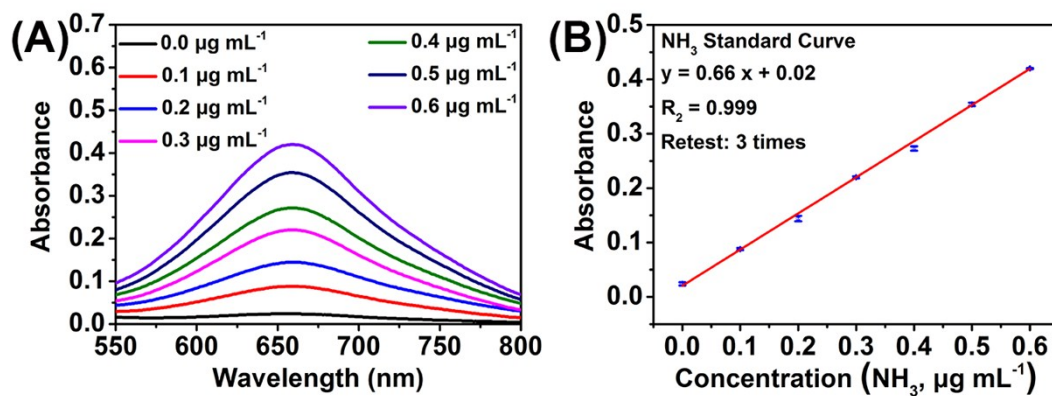 (A)
0.7
0.6
0.5
0.4
0.3
0.2
0.1
0.0
Absorbance
0.0 µg mL⁻¹
0.1 µg mL⁻¹
0.2 µg mL⁻¹
0.3 µg mL⁻¹
0.4 µg mL⁻¹
0.5 µg mL⁻¹
0.6 µg mL⁻¹
550 600 650 700 750 800
Wavelength (nm)
(B)
0.5
0.4
0.3
0.2
0.1
0.0
Absorbance
NH₃ Standard Curve
y = 0.66 x + 0.02
R₂ = 0.999
Retest: 3 times
0.0 0.1 0.2 0.3 0.4 0.5 0.6
Concentration (NH₃, µg mL⁻¹)